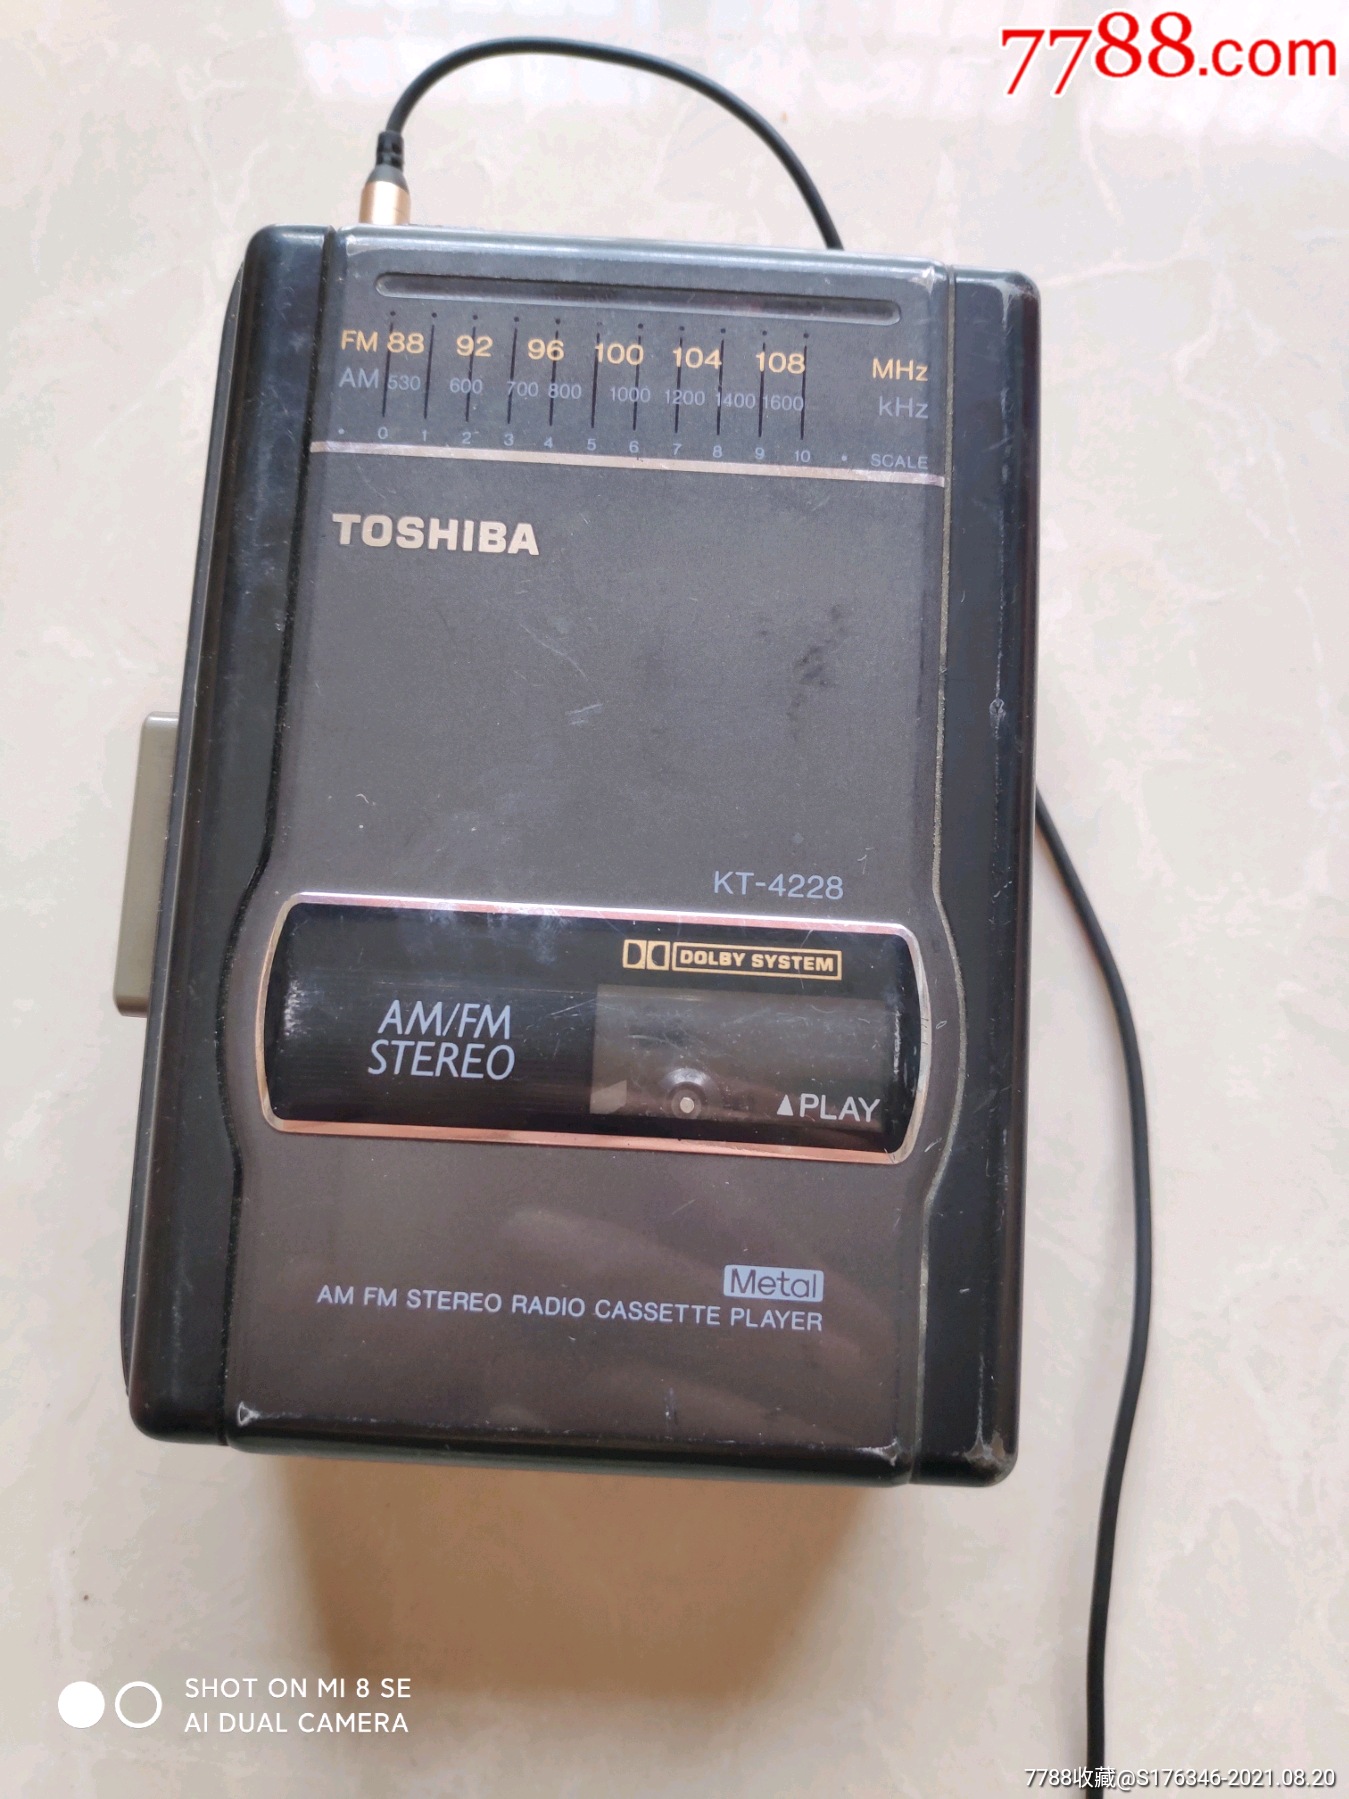 7788.com
FM 88 92 96 100 104 108 MHz
AM 530 600 700 800 1000 1200 1400 1600 kHz
0 1 2 3 4 5 6 7 8 9 10 SCALE
TOSHIBA
KT-4228
DOLBY SYSTEM
AM/FM
STEREO
▲PLAY
Metal
AM FM STEREO RADIO CASSETTE PLAYER
SHOT ON MI 8 SE
AI DUAL CAMERA
7788收藏@S176346-2021.08.20